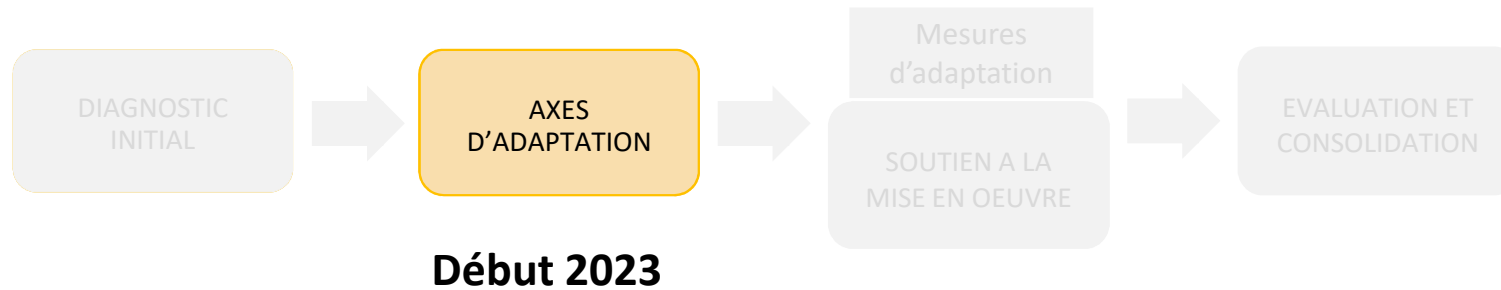 DIAGNOSTIC
INITIAL
AXES
D’ADAPTATION
Mesures
d’adaptation
SOUTIEN A LA
MISE EN OEUVRE
EVALUATION ET
CONSOLIDATION
Début 2023